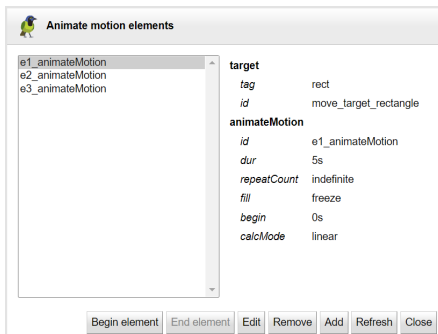 Animate motion elements
e1_animateMotion
e2_animateMotion
e3_animateMotion
target
tag rect
id move_target_rectangle
animateMotion
id e1_animateMotion
dur 5s
repeatCount indefinite
fill freeze
begin 0s
calcMode linear
Begin element End element Edit Remove Add Refresh Close